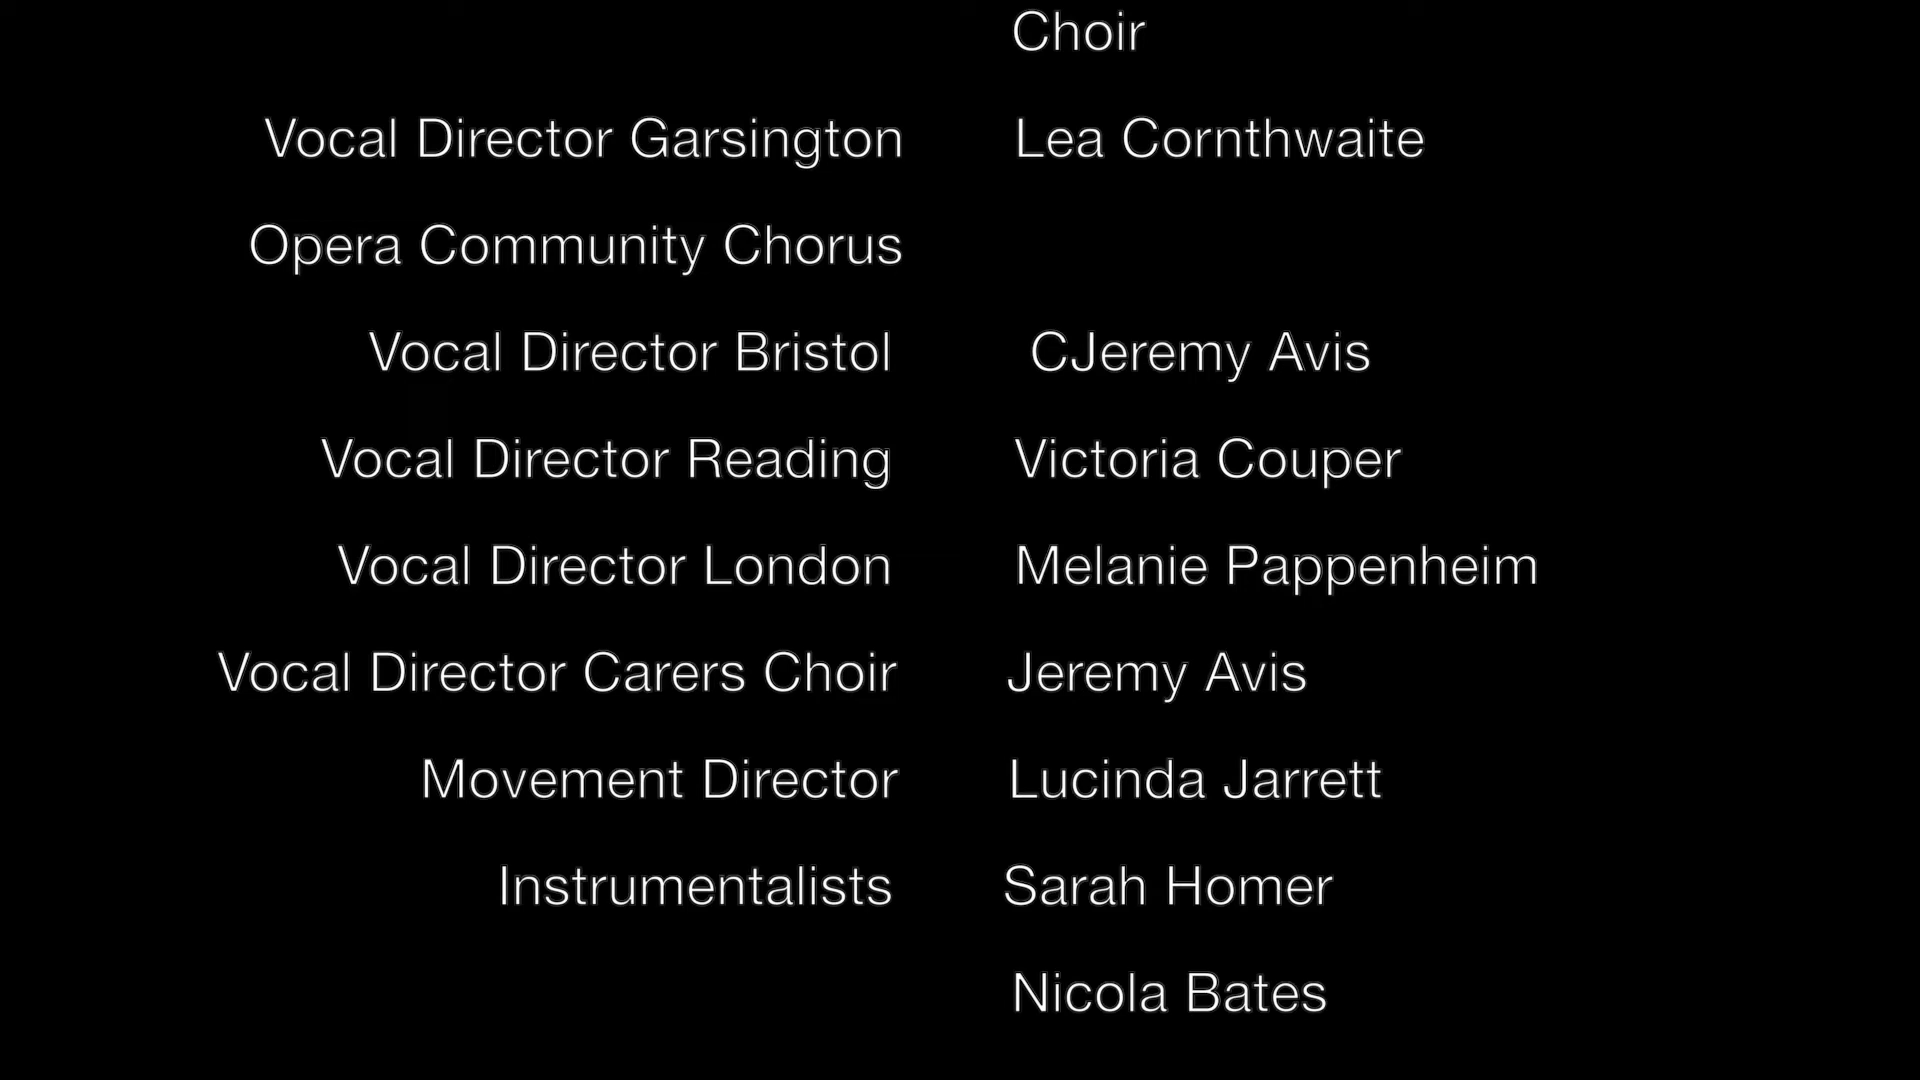 Choir
Vocal Director Garsington Lea Cornthwaite
Opera Community Chorus
Vocal Director Bristol CJeremy Avis
Vocal Director Reading Victoria Couper
Vocal Director London Melanie Pappenheim
Vocal Director Carers Choir Jeremy Avis
Movement Director Lucinda Jarrett
Instrumentalists Sarah Homer
Nicola Bates